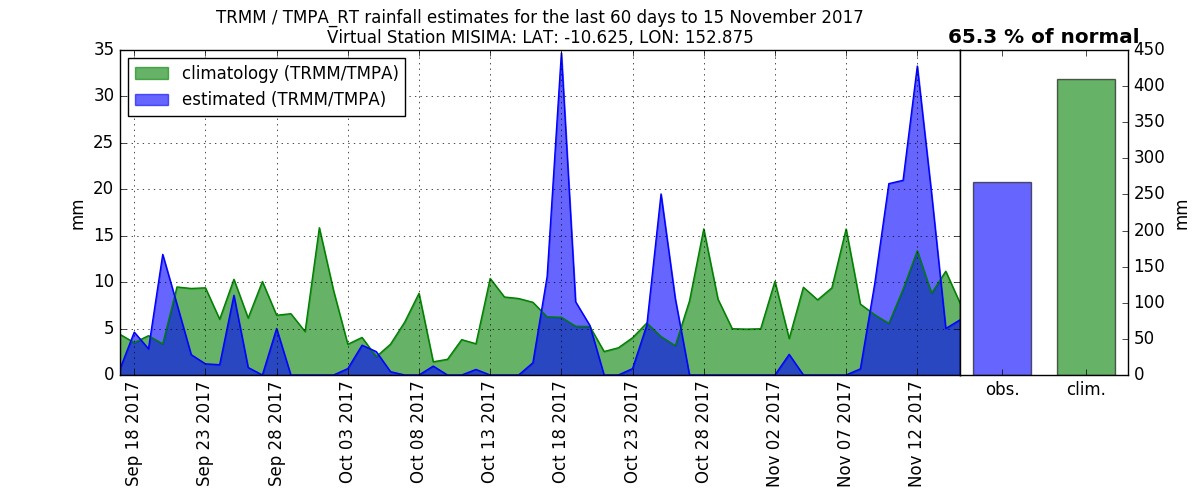 TRMM / TMPA_RT rainfall estimates for the last 60 days to 15 November 2017
Virtual Station MISIMA: LAT: -10.625, LON: 152.875
65.3 % of normal
climatology (TRMM/TMPA)
estimated (TRMM/TMPA)
35
30
25
20
15
10
5
0
mm
450
400
350
300
250
200
150
100
50
0
mm
Sep 18 2017
Sep 23 2017
Sep 28 2017
Oct 03 2017
Oct 08 2017
Oct 13 2017
Oct 18 2017
Oct 23 2017
Oct 28 2017
Nov 02 2017
Nov 07 2017
Nov 12 2017
obs.
clim.